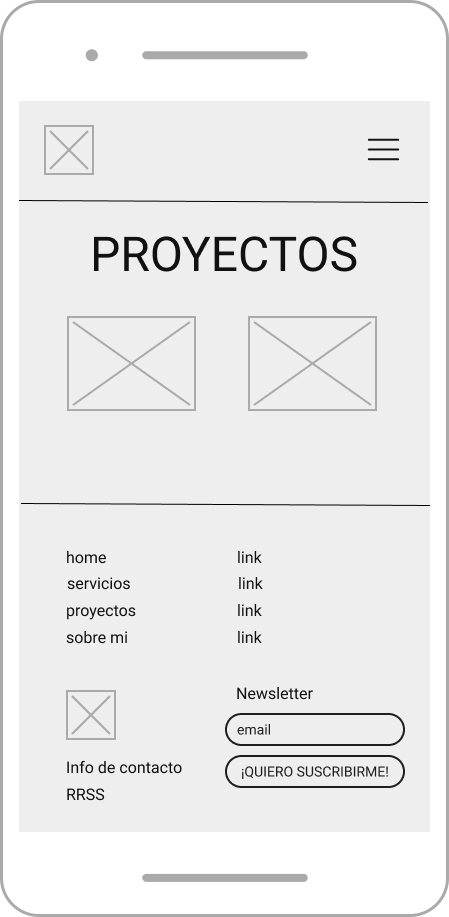 PROYECTOS
home
servicios
proyectos
sobre mi
link
link
link
link
Info de contacto
RRSS
Newsletter
email
¡QUIERO SUSCRIBIRME!